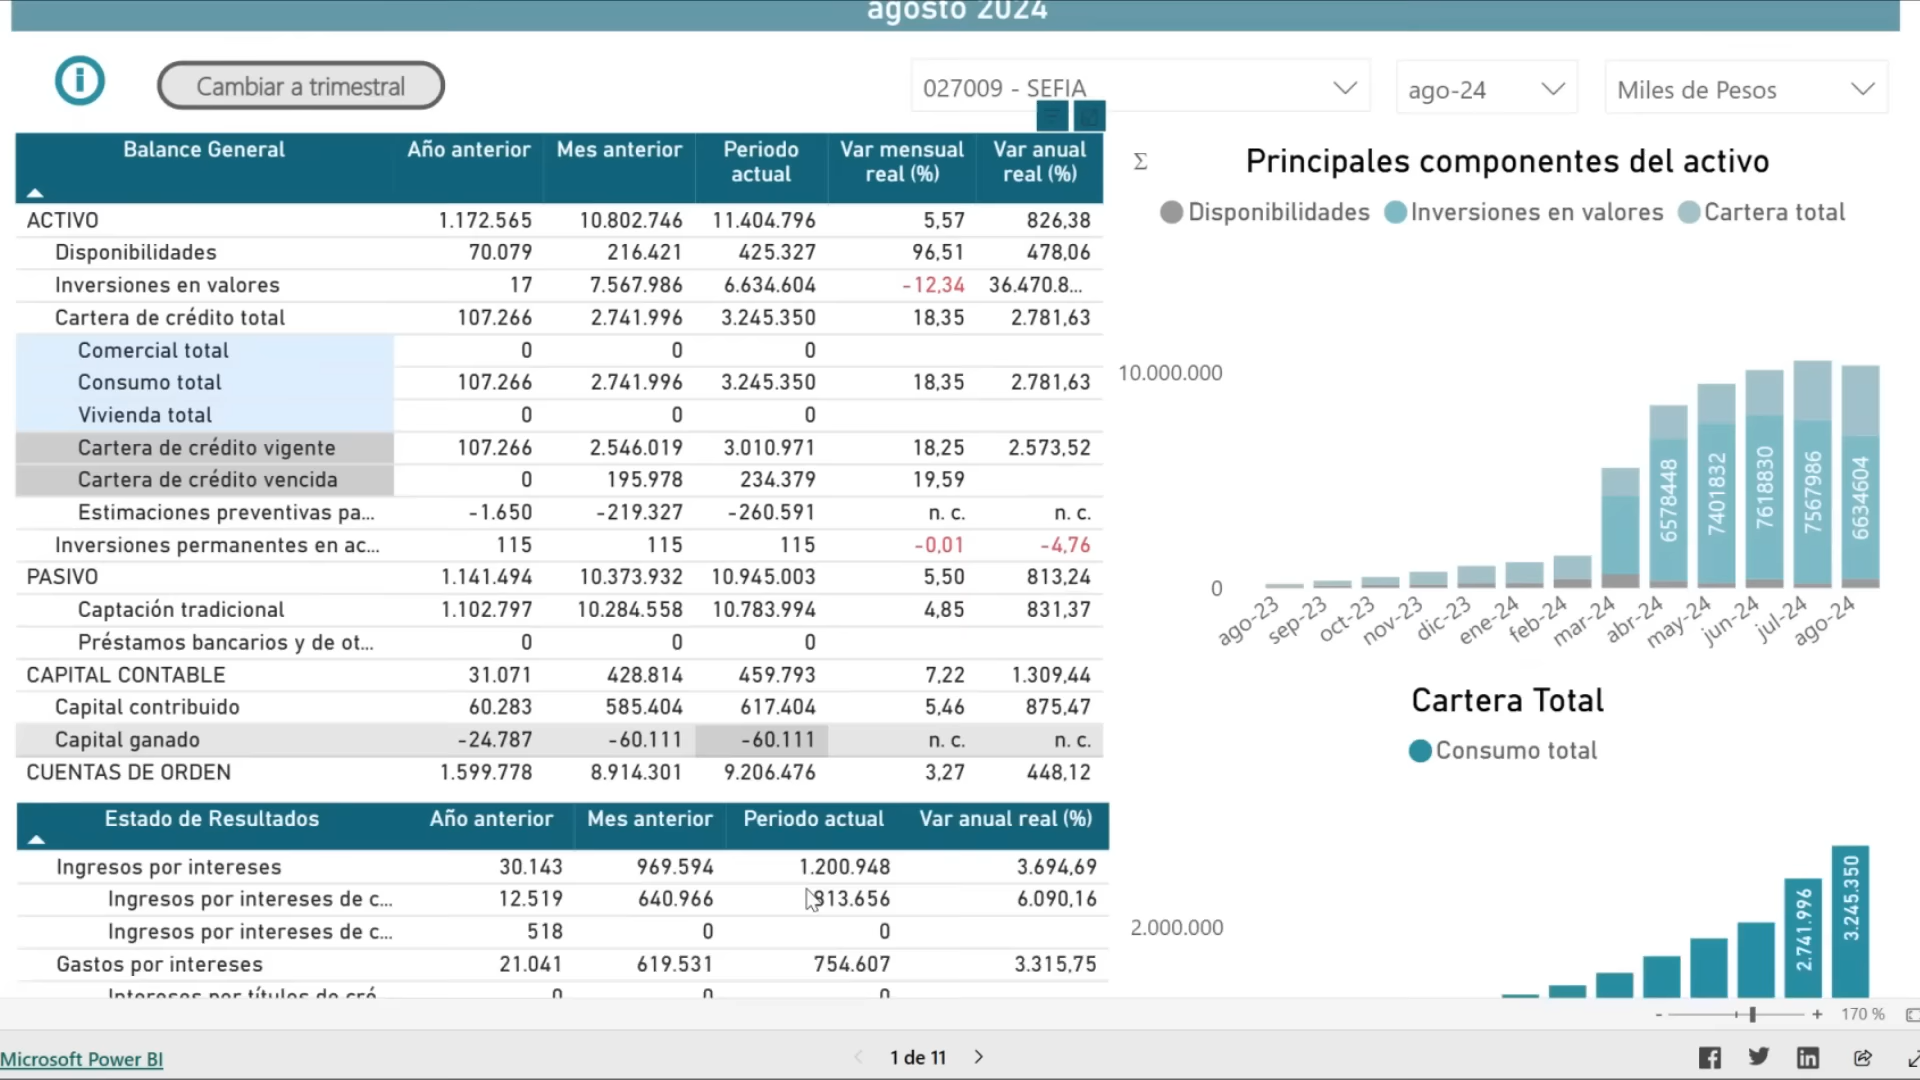 agosto 2024
Cambiar a trimestral
027009 - SEFIA
ago-24
Miles de Pesos
Balance General Año anterior Mes anterior Periodo actual Var mensual real (%) Var anual real (%)
ACTIVO 1.172.565 10.802.746 11.404.796 5,57 826,38
Disponibilidades 70.079 216.421 425.327 96,51 478,06
Inversiones en valores 17 7.567.986 6.634.604 -12,34 36.470.8...
Cartera de crédito total 107.266 2.741.996 3.245.350 18,35 2.781,63
Comercial total 0 0 0
Consumo total 107.266 2.741.996 3.245.350 18,35 2.781,63
Vivienda total 0 0 0
Cartera de crédito vigente 107.266 2.546.019 3.010.971 18,25 2.573,52
Cartera de crédito vencida 0 195.978 234.379 19,59
Estimaciones preventivas pa... -1.650 -219.327 -260.591 n. c. n. c.
Inversiones permanentes en ac... 115 115 115 -0,01 -4,76
PASIVO 1.141.494 10.373.932 10.945.003 5,50 813,24
Captación tradicional 1.102.797 10.284.558 10.783.994 4,85 831,37
Préstamos bancarios y de ot... 0 0 0
CAPITAL CONTABLE 31.071 428.814 459.793 7,22 1.309,44
Capital contribuido 60.283 585.404 617.404 5,46 875,47
Capital ganado -24.787 -60.111 -60.111 n. c. n. c.
CUENTAS DE ORDEN 1.599.778 8.914.301 9.206.476 3,27 448,12
Estado de Resultados Año anterior Mes anterior Periodo actual Var anual real (%)
Ingresos por intereses 30.143 969.594 1.200.948 3.694,69
Ingresos por intereses de c... 12.519 640.966 813.656 6.090,16
Ingresos por intereses de c... 518 0 0
Gastos por intereses 21.041 619.531 754.607 3.315,75
Intereses por títulos de cré 0 0 0
Σ
Principales componentes del activo
Disponibilidades Inversiones en valores Cartera total
10.000.000
0
6578448
7401832
7618830
7567986
6634604
ago-23 sep-23 oct-23 nov-23 dic-23 ene-24 feb-24 mar-24 abr-24 may-24 jun-24 jul-24 ago-24
Cartera Total
Consumo total
2.000.000
2.741.996
3.245.350
- + 170 %
Microsoft Power BI
1 de 11